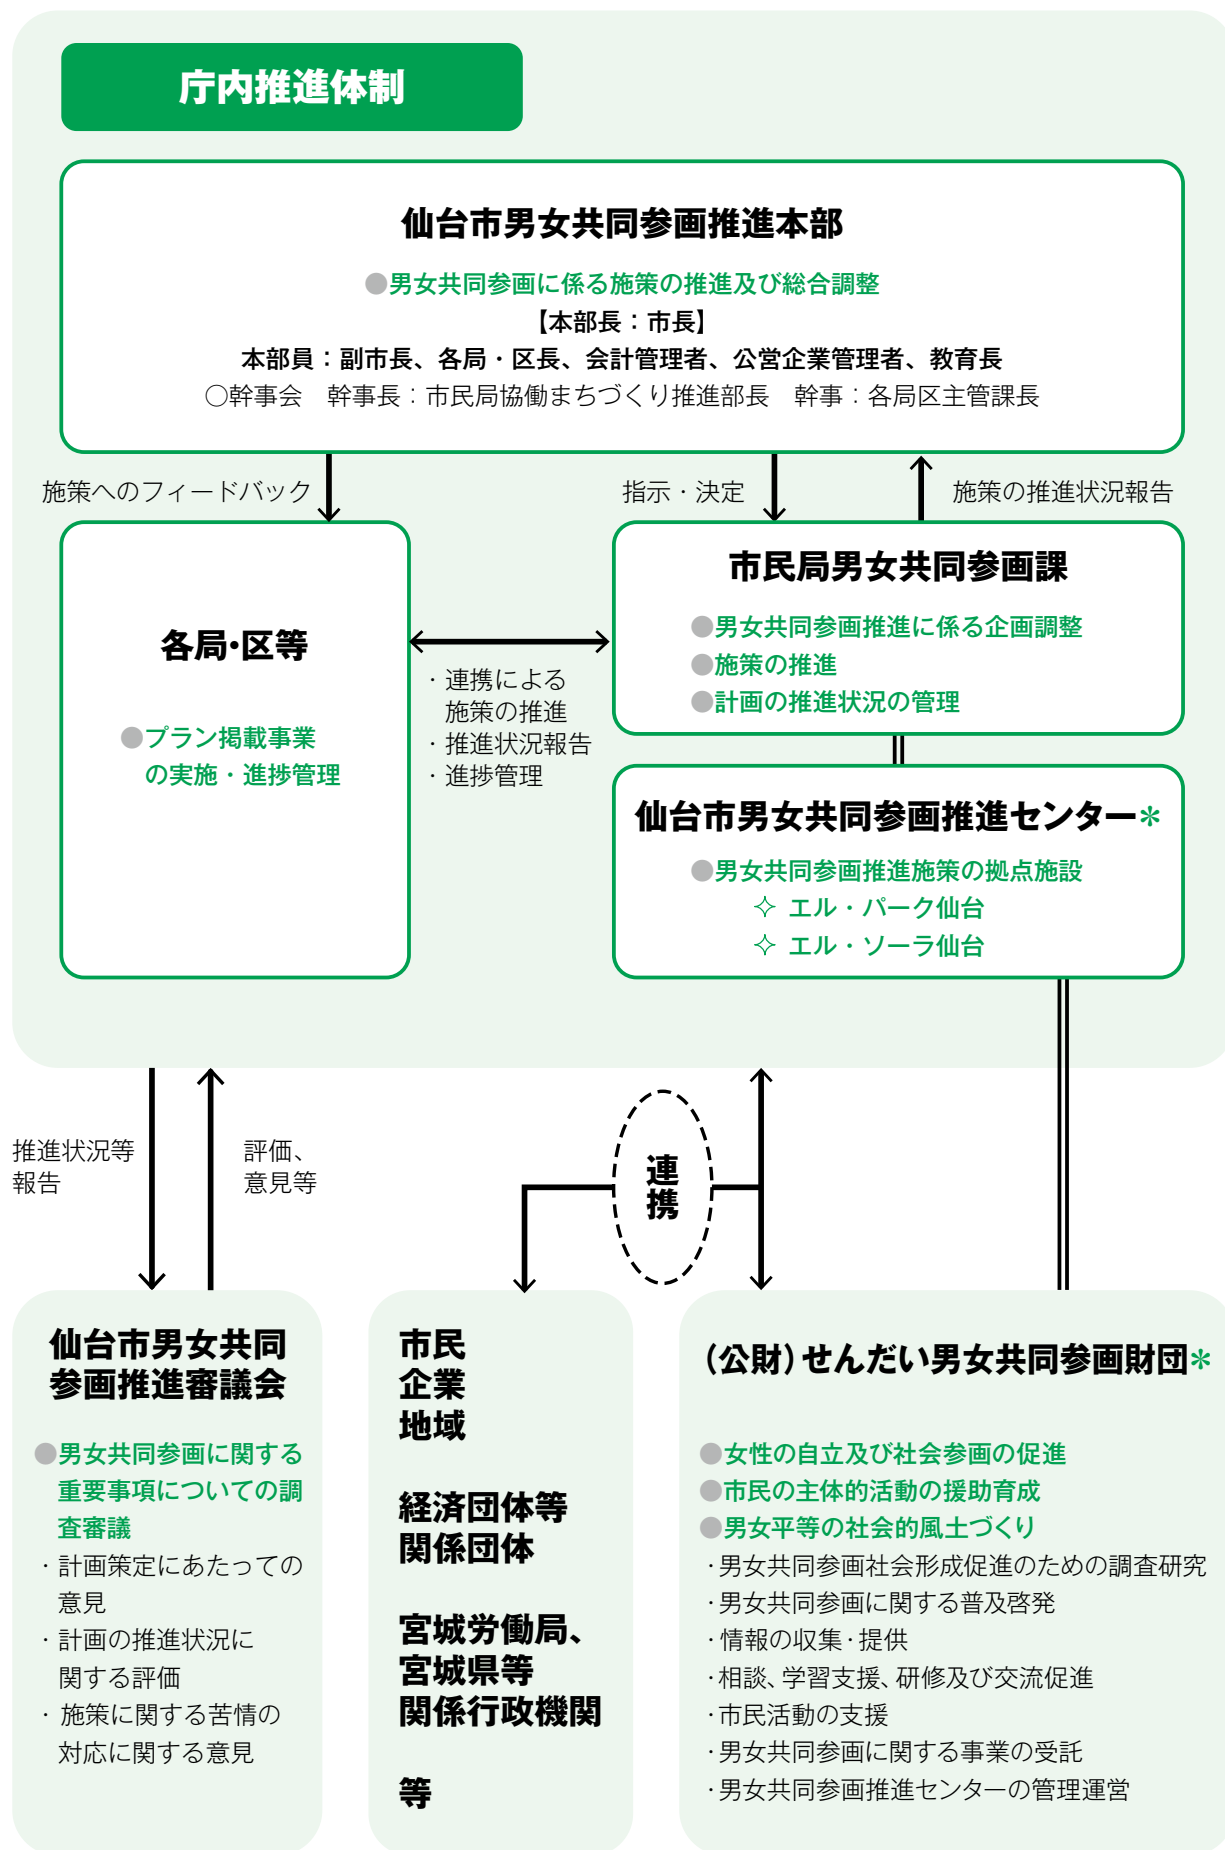 庁内推進体制
仙台市男女共同参画推進本部
●男女共同参画に係る施策の推進及び総合調整
【本部長：市長】
本部員：副市長、各局・区長、会計管理者、公営企業管理者、教育長
○幹事会　幹事長：市民局協働まちづくり推進部長　幹事：各局区主管課長
施策へのフィードバック
指示・決定
施策の推進状況報告
各局・区等
●プラン掲載事業
の実施・進捗管理
・連携による
施策の推進
・推進状況報告
・進捗管理
市民局男女共同参画課
●男女共同参画推進に係る企画調整
●施策の推進
●計画の推進状況の管理
仙台市男女共同参画推進センター＊
●男女共同参画推進施策の拠点施設
✧ エル・パーク仙台
✧ エル・ソーラ仙台
推進状況等
報告
評価、
意見等
連携
仙台市男女共同
参画推進審議会
●男女共同参画に関する
重要事項についての調
査審議
・計画策定にあたっての
意見
・計画の推進状況に
関する評価
・施策に関する苦情の
対応に関する意見
市民
企業
地域
経済団体等
関係団体
宮城労働局、
宮城県等
関係行政機関
等
（公財）せんだい男女共同参画財団＊
●女性の自立及び社会参画の促進
●市民の主体的活動の援助育成
●男女平等の社会的風土づくり
・男女共同参画社会形成促進のための調査研究
・男女共同参画に関する普及啓発
・情報の収集・提供
・相談、学習支援、研修及び交流促進
・市民活動の支援
・男女共同参画に関する事業の受託
・男女共同参画推進センターの管理運営